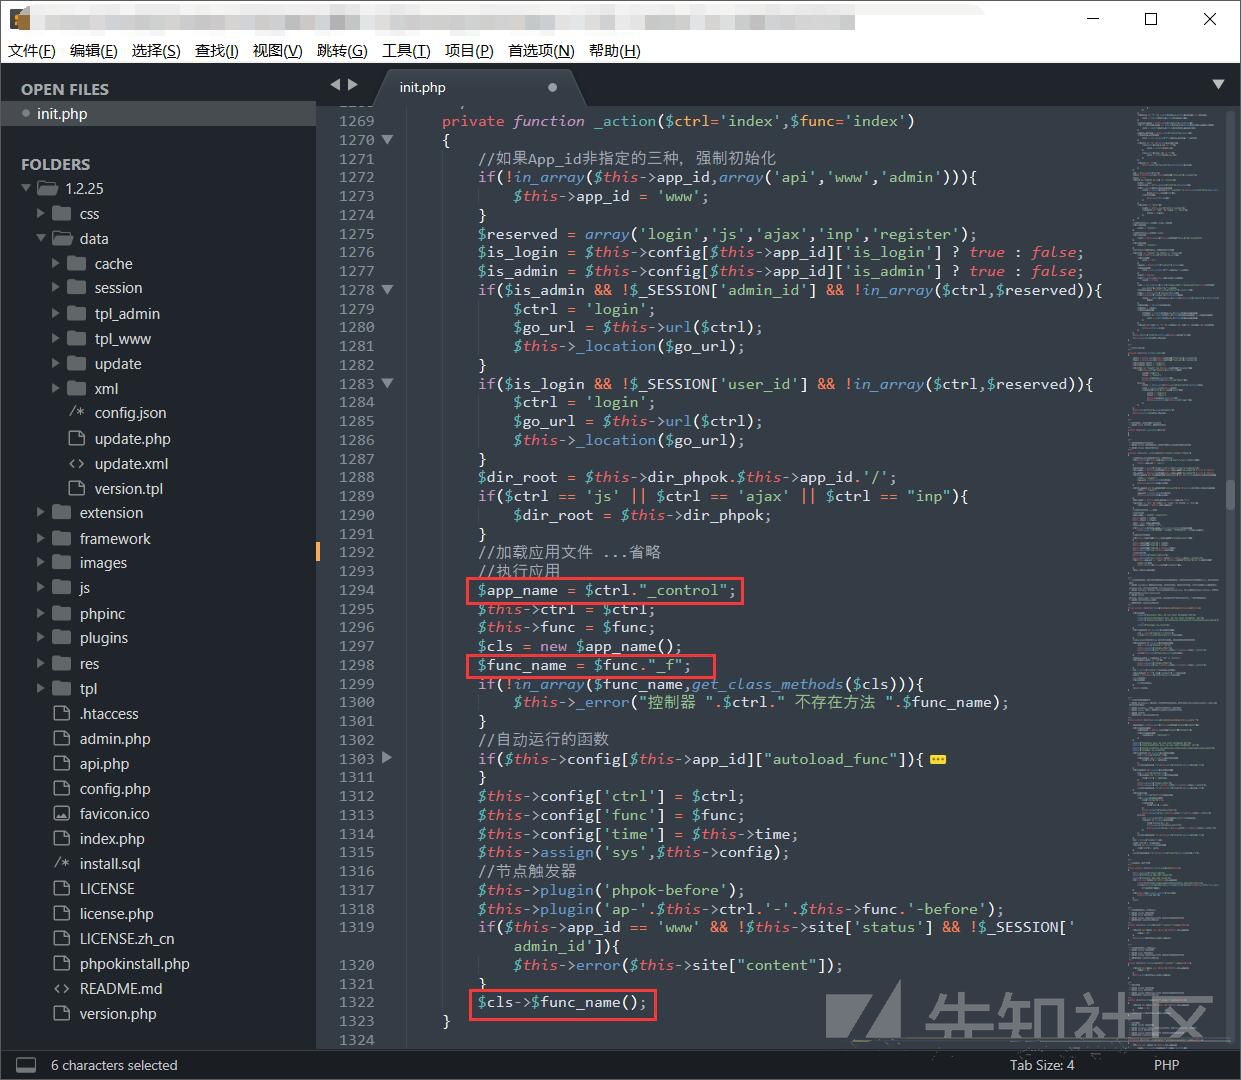 文件(F) 编辑(E) 选择(S) 查找(I) 视图(V) 跳转(G) 工具(T) 项目(P) 首选项(N) 帮助(H)
OPEN FILES
init.php
FOLDERS
1.2.25
css
data
cache
session
tpl_admin
tpl_www
update
xml
/* config.json
update.php
<> update.xml
version.tpl
extension
framework
images
js
phpinc
plugins
res
tpl
.htaccess
admin.php
api.php
config.php
favicon.ico
index.php
/* install.sql
LICENSE
license.php
LICENSE.zh_cn
phpokinstall.php
<> README.md
version.php
init.php
1269 private function _action($ctrl='index',$func='index')
1270 {
1271 //如果App_id非指定的三种，强制初始化
1272 if(!in_array($this->app_id,array('api','www','admin'))){
1273 $this->app_id = 'www';
1274 }
1275 $reserved = array('login','js','ajax','inp','register');
1276 $is_login = $this->config[$this->app_id]['is_login'] ? true : false;
1277 $is_admin = $this->config[$this->app_id]['is_admin'] ? true : false;
1278 if($is_admin && !$_SESSION['admin_id'] && !in_array($ctrl,$reserved)){
1279 $ctrl = 'login';
1280 $go_url = $this->url($ctrl);
1281 $this->_location($go_url);
1282 }
1283 if($is_login && !$_SESSION['user_id'] && !in_array($ctrl,$reserved)){
1284 $ctrl = 'login';
1285 $go_url = $this->url($ctrl);
1286 $this->_location($go_url);
1287 }
1288 $dir_root = $this->dir_phpok.$this->app_id.'/';
1289 if($ctrl == 'js' || $ctrl == 'ajax' || $ctrl == "inp"){
1290 $dir_root = $this->dir_phpok;
1291 }
1292 //加载应用文件 ...省略
1293 //执行应用
1294 $app_name = $ctrl."_control";
1295 $this->ctrl = $ctrl;
1296 $this->func = $func;
1297 $cls = new $app_name();
1298 $func_name = $func."_f";
1299 if(!in_array($func_name,get_class_methods($cls))){
1300 $this->_error("控制器 ".$ctrl." 不存在方法 ".$func_name);
1301 }
1302 //自动运行的函数
1303 if($this->config[$this->app_id]["autoload_func"]){
1311 }
1312 $this->config['ctrl'] = $ctrl;
1313 $this->config['func'] = $func;
1314 $this->config['time'] = $this->time;
1315 $this->assign('sys',$this->config);
1316 //节点触发器
1317 $this->plugin('phpok-before');
1318 $this->plugin('ap-'.$this->ctrl.'-'.$this->func.'-before');
1319 if($this->app_id == 'www' && !$this->site['status'] && !$_SESSION['
admin_id']){
1320 $this->error($this->site["content"]);
1321 }
1322 $cls->$func_name();
1323 }
1324
先知社区
6 characters selected
Tab Size: 4
PHP